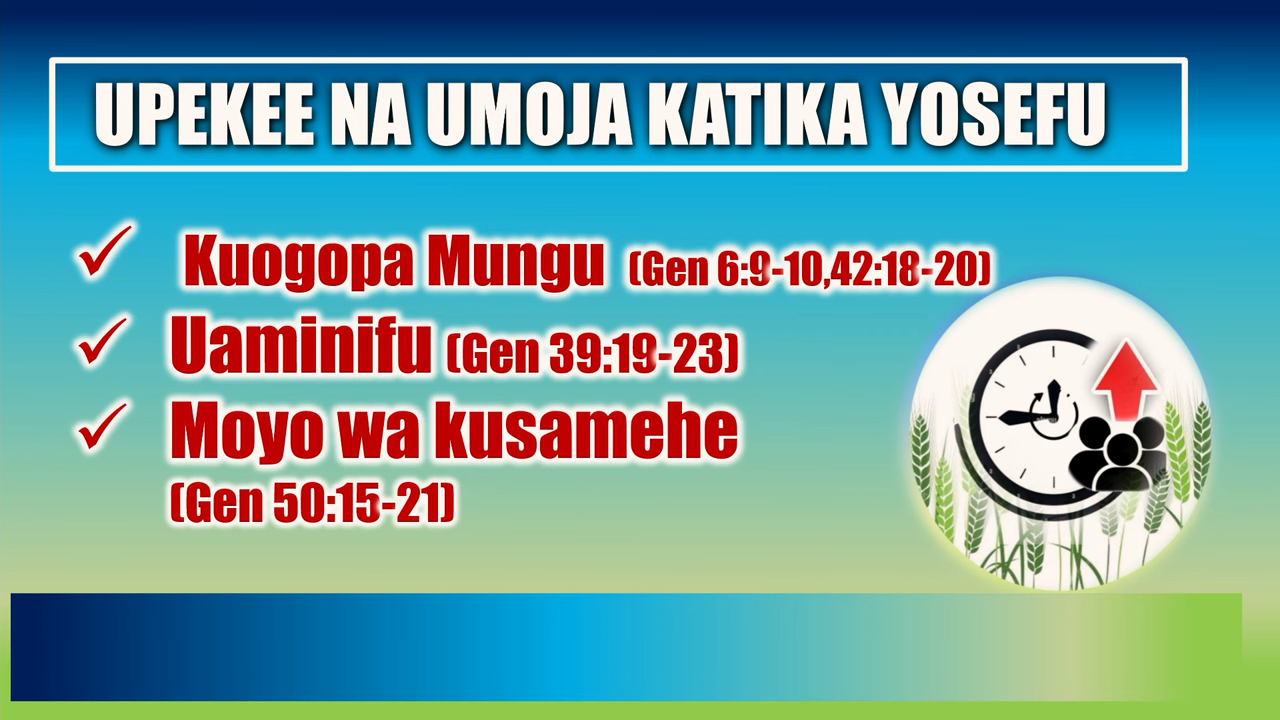 UPEKEE NA UMOJA KATIKA YOSEFU
Kuogopa Mungu (Gen 6:9-10,42:18-20)
Uaminifu (Gen 39:19-23)
Moyo wa kusamehe
(Gen 50:15-21)